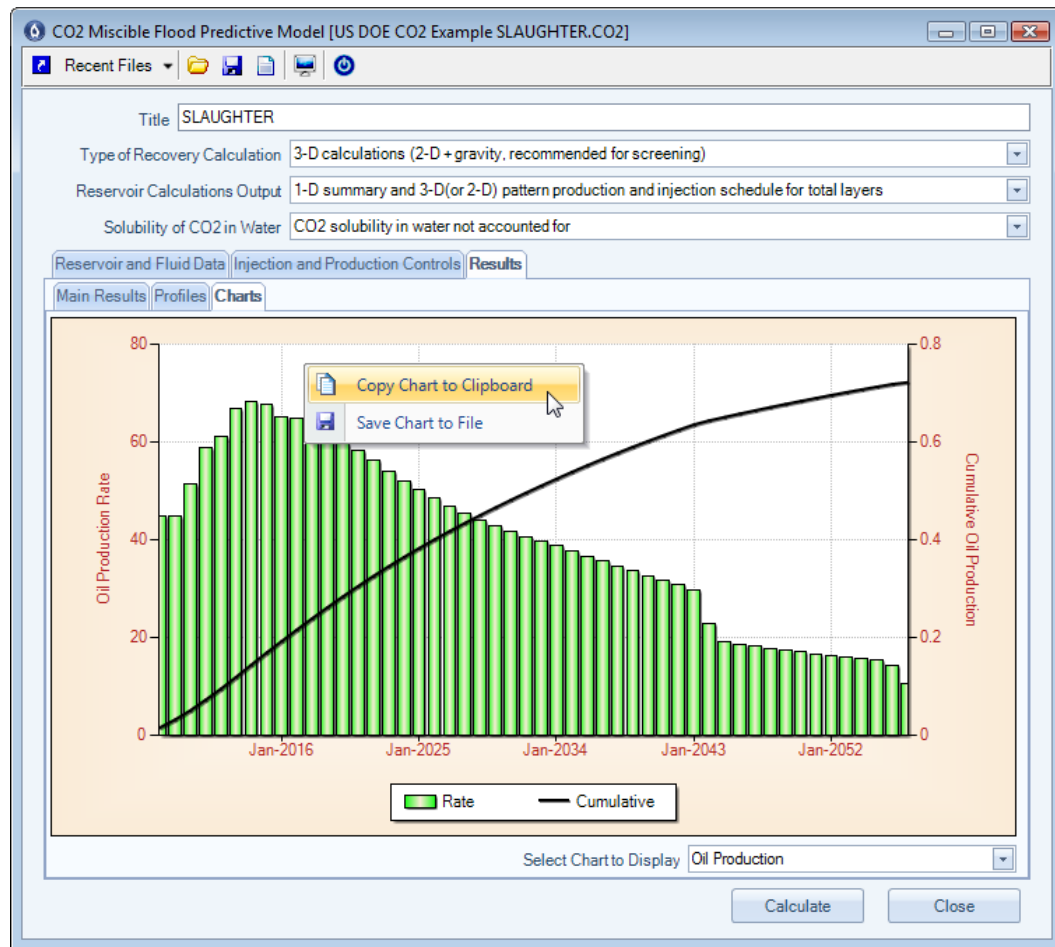 CO2 Miscible Flood Predictive Model [US DOE CO2 Example SLAUGHTER.CO2]
Recent Files
Title SLAUGHTER
Type of Recovery Calculation 3-D calculations (2-D + gravity, recommended for screening)
Reservoir Calculations Output 1-D summary and 3-D(or 2-D) pattern production and injection schedule for total layers
Solubility of CO2 in Water CO2 solubility in water not accounted for
Reservoir and Fluid Data Injection and Production Controls Results
Main Results Profiles Charts
80 0.8
Copy Chart to Clipboard
Save Chart to File
60 0.6
Oil Production Rate
Cumulative Oil Production
40 0.4
20 0.2
0 0
Jan-2016 Jan-2025 Jan-2034 Jan-2043 Jan-2052
Rate Cumulative
Select Chart to Display Oil Production
Calculate Close